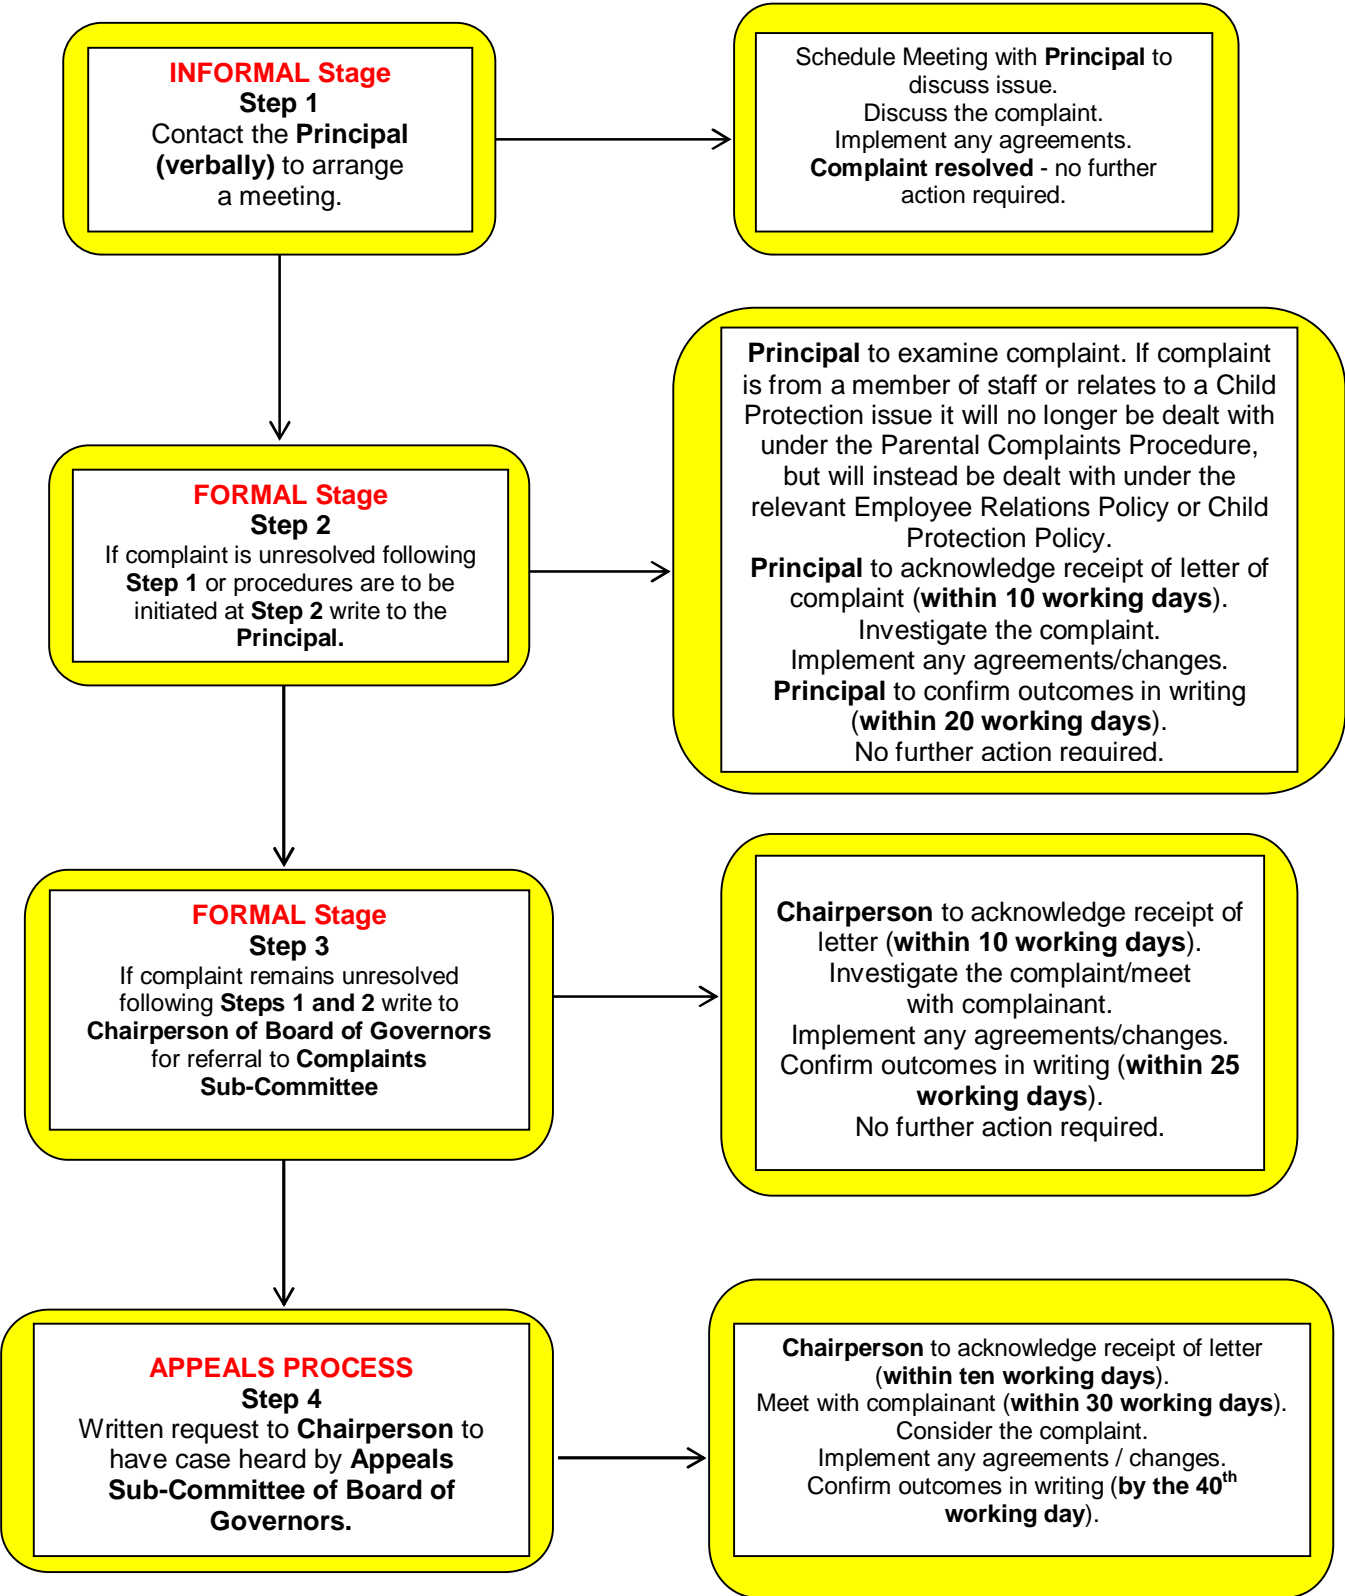 INFORMAL Stage
Step 1
Contact the Principal
(verbally) to arrange
a meeting.
Schedule Meeting with Principal to
discuss issue.
Discuss the complaint.
Implement any agreements.
Complaint resolved - no further
action required.
FORMAL Stage
Step 2
If complaint is unresolved following
Step 1 or procedures are to be
initiated at Step 2 write to the
Principal.
Principal to examine complaint. If complaint
is from a member of staff or relates to a Child
Protection issue it will no longer be dealt with
under the Parental Complaints Procedure,
but will instead be dealt with under the
relevant Employee Relations Policy or Child
Protection Policy.
Principal to acknowledge receipt of letter of
complaint (within 10 working days).
Investigate the complaint.
Implement any agreements/changes.
Principal to confirm outcomes in writing
(within 20 working days).
No further action required.
FORMAL Stage
Step 3
If complaint remains unresolved
following Steps 1 and 2 write to
Chairperson of Board of Governors
for referral to Complaints
Sub-Committee
Chairperson to acknowledge receipt of
letter (within 10 working days).
Investigate the complaint/meet
with complainant.
Implement any agreements/changes.
Confirm outcomes in writing (within 25
working days).
No further action required.
APPEALS PROCESS
Step 4
Written request to Chairperson to
have case heard by Appeals
Sub-Committee of Board of
Governors.
Chairperson to acknowledge receipt of letter
(within ten working days).
Meet with complainant (within 30 working days).
Consider the complaint.
Implement any agreements / changes.
Confirm outcomes in writing (by the 40th
working day).